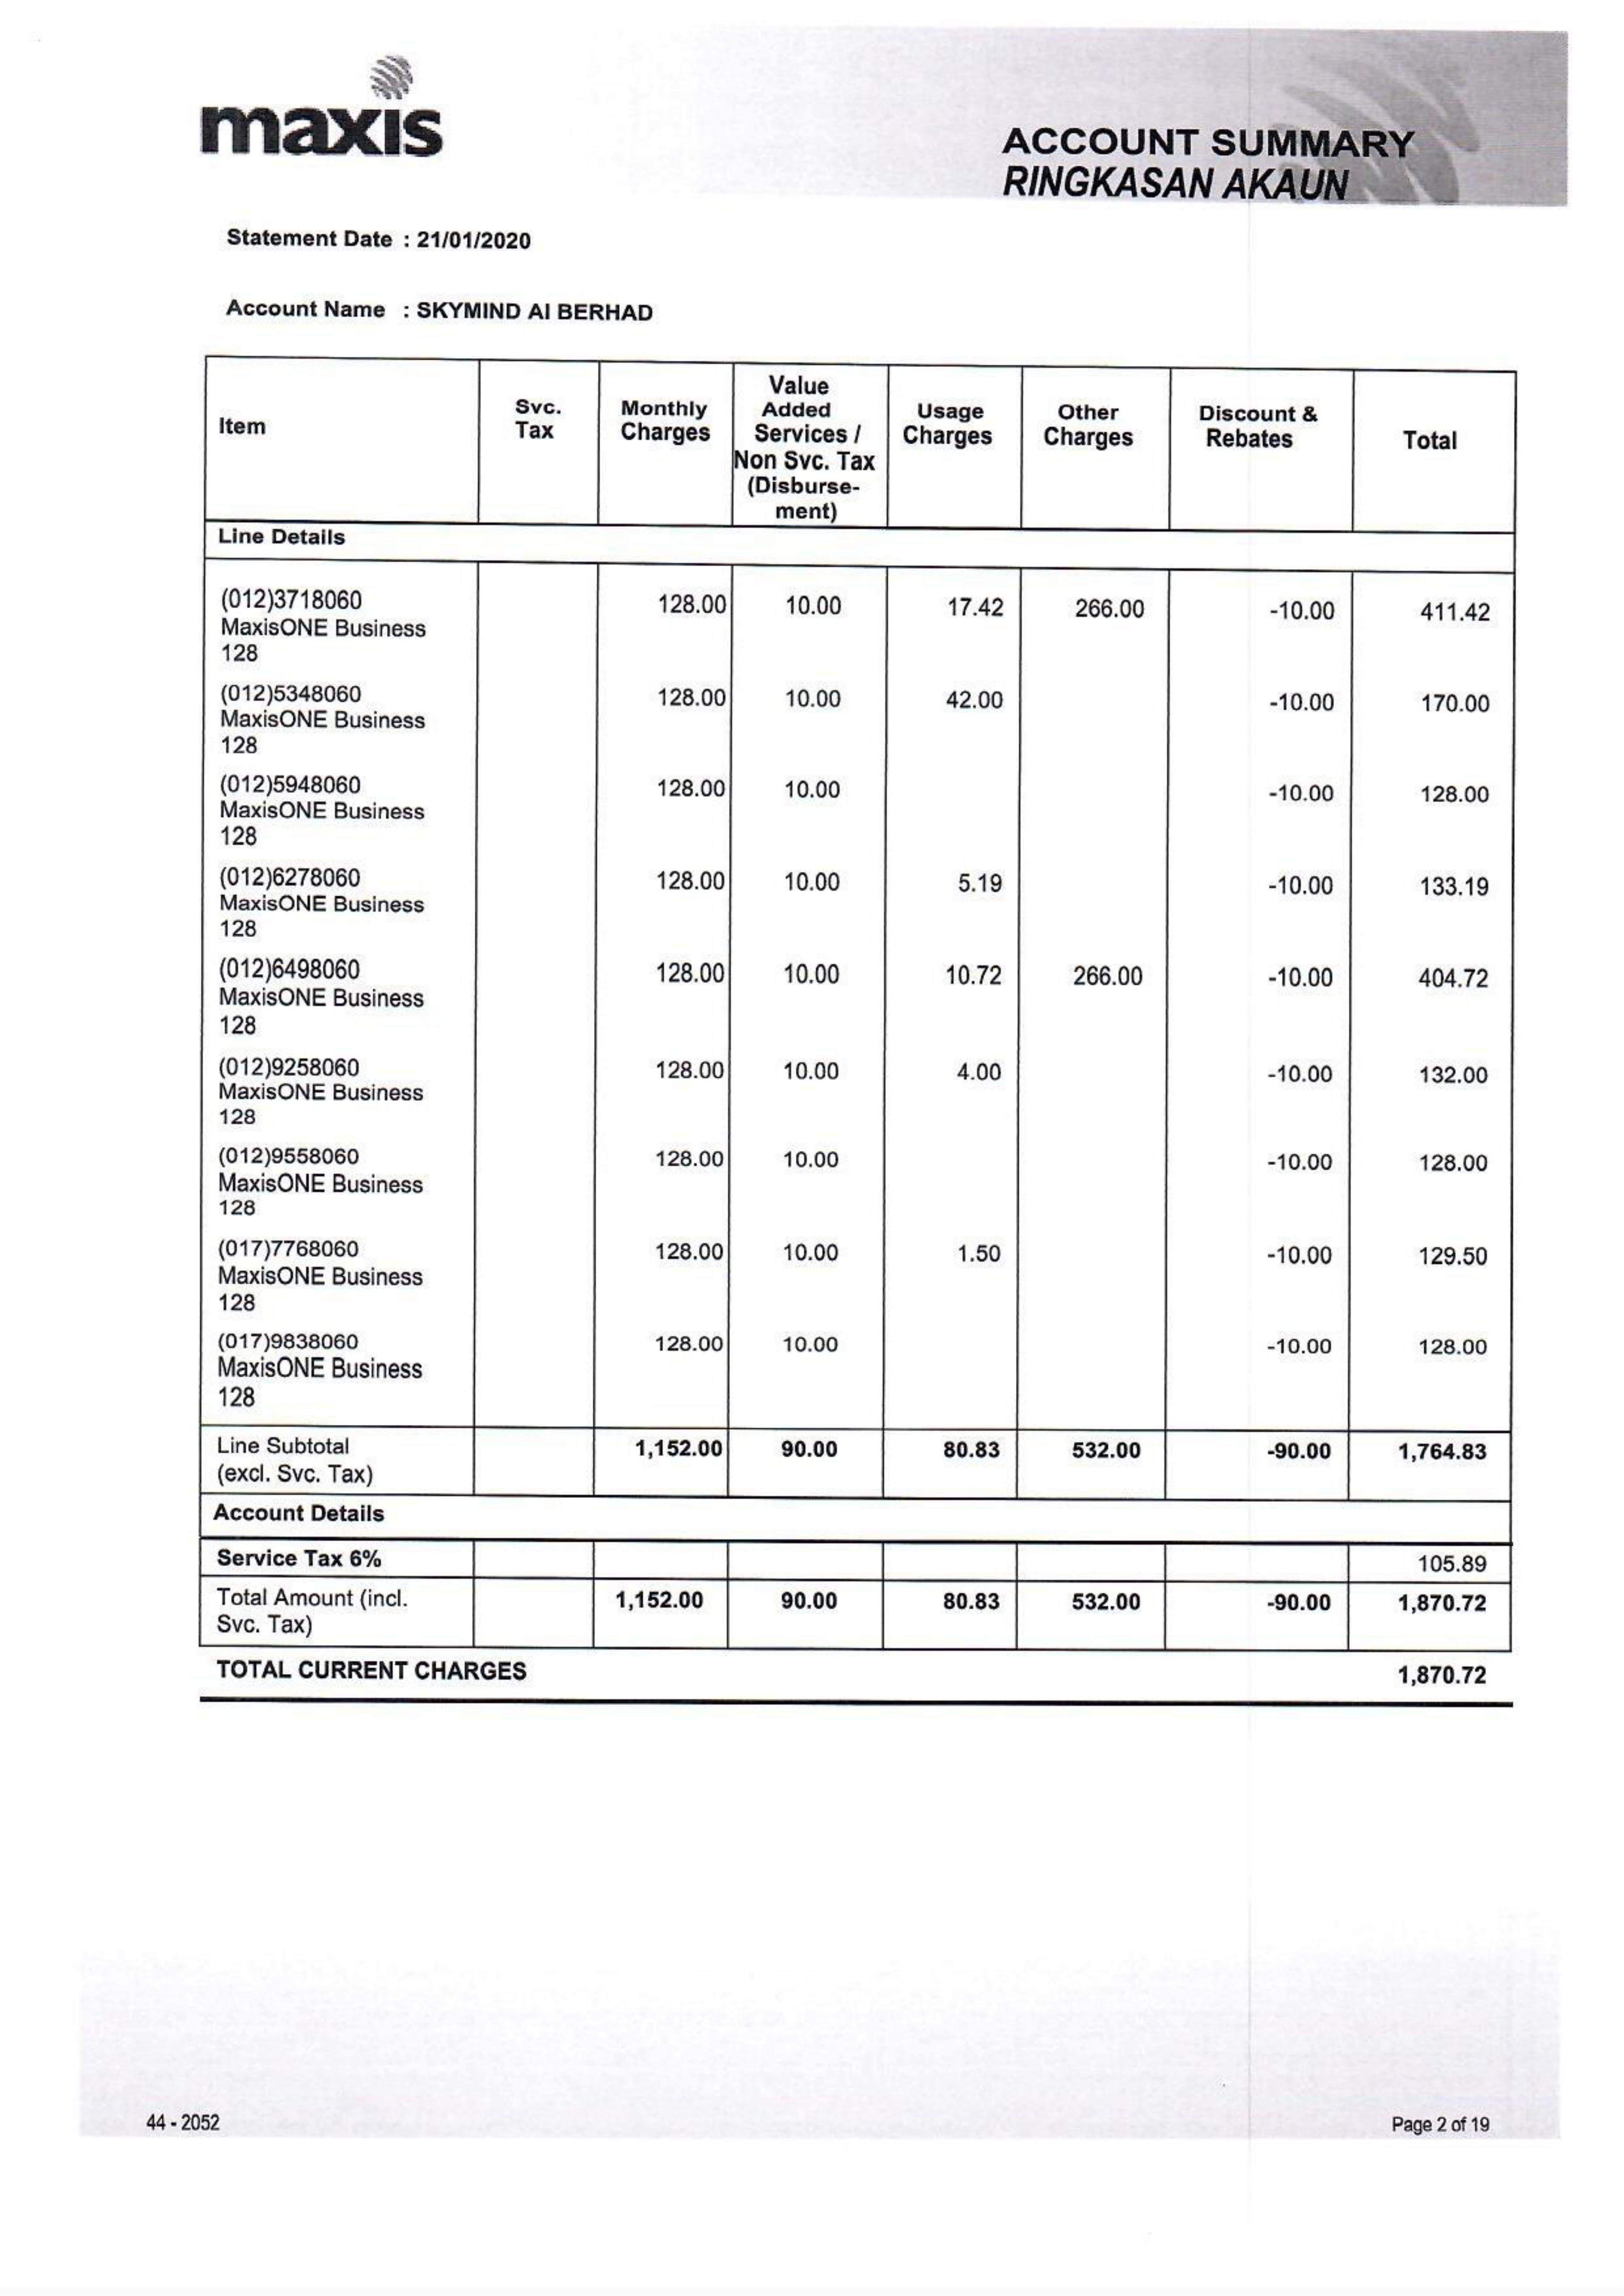 maxis
ACCOUNT SUMMARY
RINGKASAN AKAUN
Statement Date : 21/01/2020
Account Name : SKYMIND AI BERHAD
Item
Svc.
Tax
Monthly
Charges
Value
Added
Services /
Non Svc. Tax
(Disburse-
ment)
Usage
Charges
Other
Charges
Discount &
Rebates
Total
Line Details
(012)3718060 128.00 10.00 17.42 266.00 -10.00 411.42
MaxisONE Business
128
(012)5348060 128.00 10.00 42.00 -10.00 170.00
MaxisONE Business
128
(012)5948060 128.00 10.00 -10.00 128.00
MaxisONE Business
128
(012)6278060 128.00 10.00 5.19 -10.00 133.19
MaxisONE Business
128
(012)6498060 128.00 10.00 10.72 266.00 -10.00 404.72
MaxisONE Business
128
(012)9258060 128.00 10.00 4.00 -10.00 132.00
MaxisONE Business
128
(012)9558060 128.00 10.00 -10.00 128.00
MaxisONE Business
128
(017)7768060 128.00 10.00 1.50 -10.00 129.50
MaxisONE Business
128
(017)9838060 128.00 10.00 -10.00 128.00
MaxisONE Business
128
Line Subtotal 1,152.00 90.00 80.83 532.00 -90.00 1,764.83
(excl. Svc. Tax)
Account Details
Service Tax 6% 105.89
Total Amount (incl. 1,152.00 90.00 80.83 532.00 -90.00 1,870.72
Svc. Tax)
TOTAL CURRENT CHARGES 1,870.72
44 - 2052
Page 2 of 19